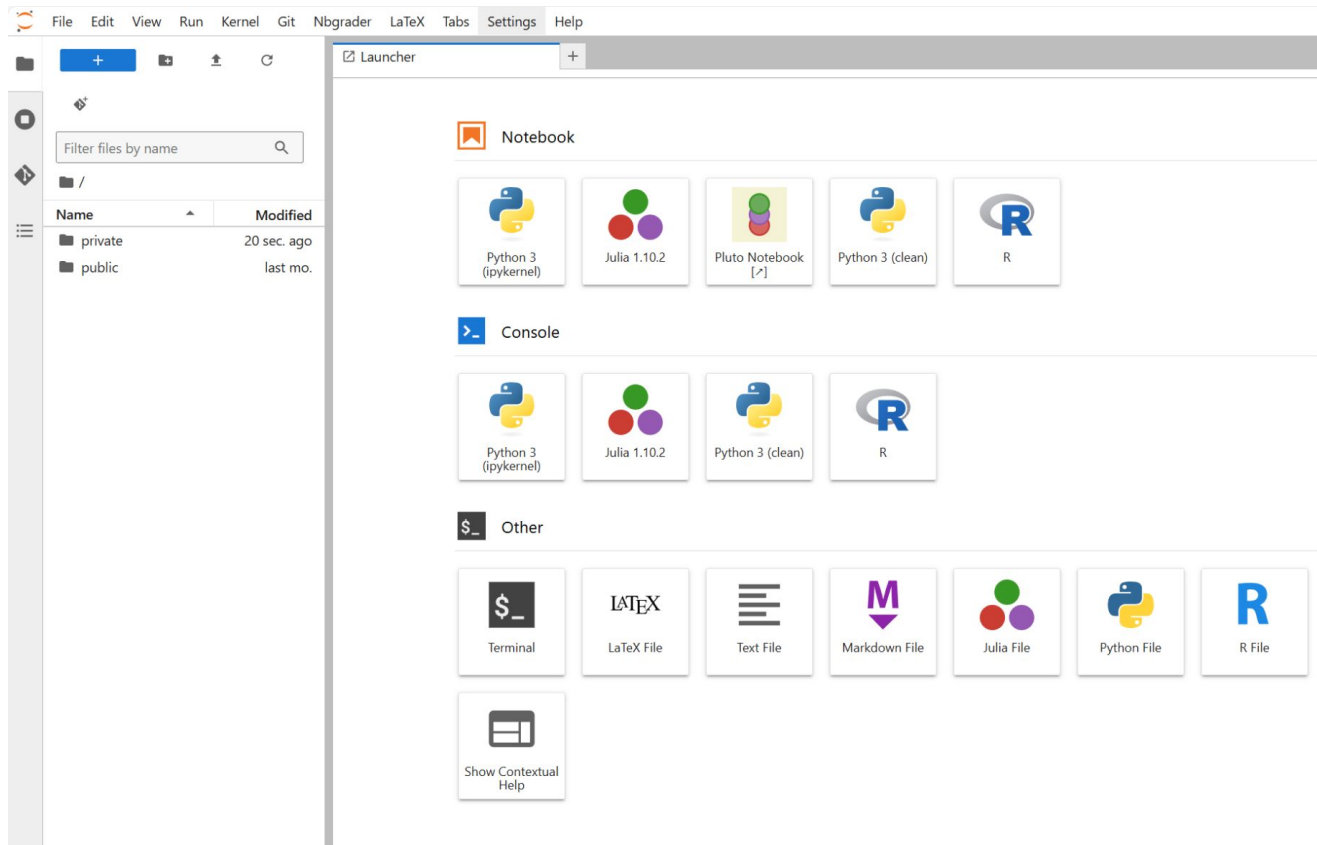 File Edit View Run Kernel Git Nbgrader LaTeX Tabs Settings Help
+
Launcher +
Filter files by name
/
Name Modified
private 20 sec. ago
public last mo.
Notebook
Python 3
(ipykernel)
Julia 1.10.2
Pluto Notebook
[↗]
Python 3 (clean)
R
R
>_ Console
Python 3
(ipykernel)
Julia 1.10.2
Python 3 (clean)
R
R
$_ Other
$_
Terminal
LATEX
LaTeX File
Text File
M
Markdown File
Julia File
Python File
R
R File
Show Contextual
Help